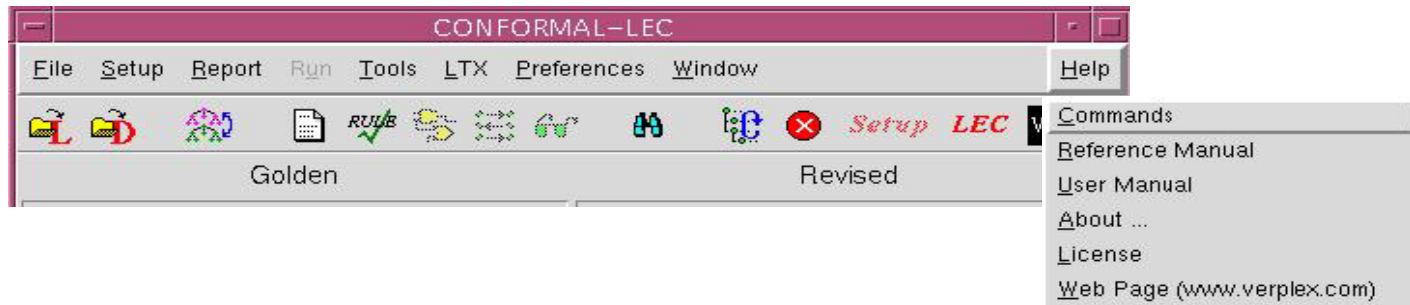 CONFORMAL-LEC
File Setup Report Run Tools LTX Preferences Window Help
L D RULE Setup LEC V
Golden Revised
Commands
Reference Manual
User Manual
About ...
License
Web Page (www.verplex.com)